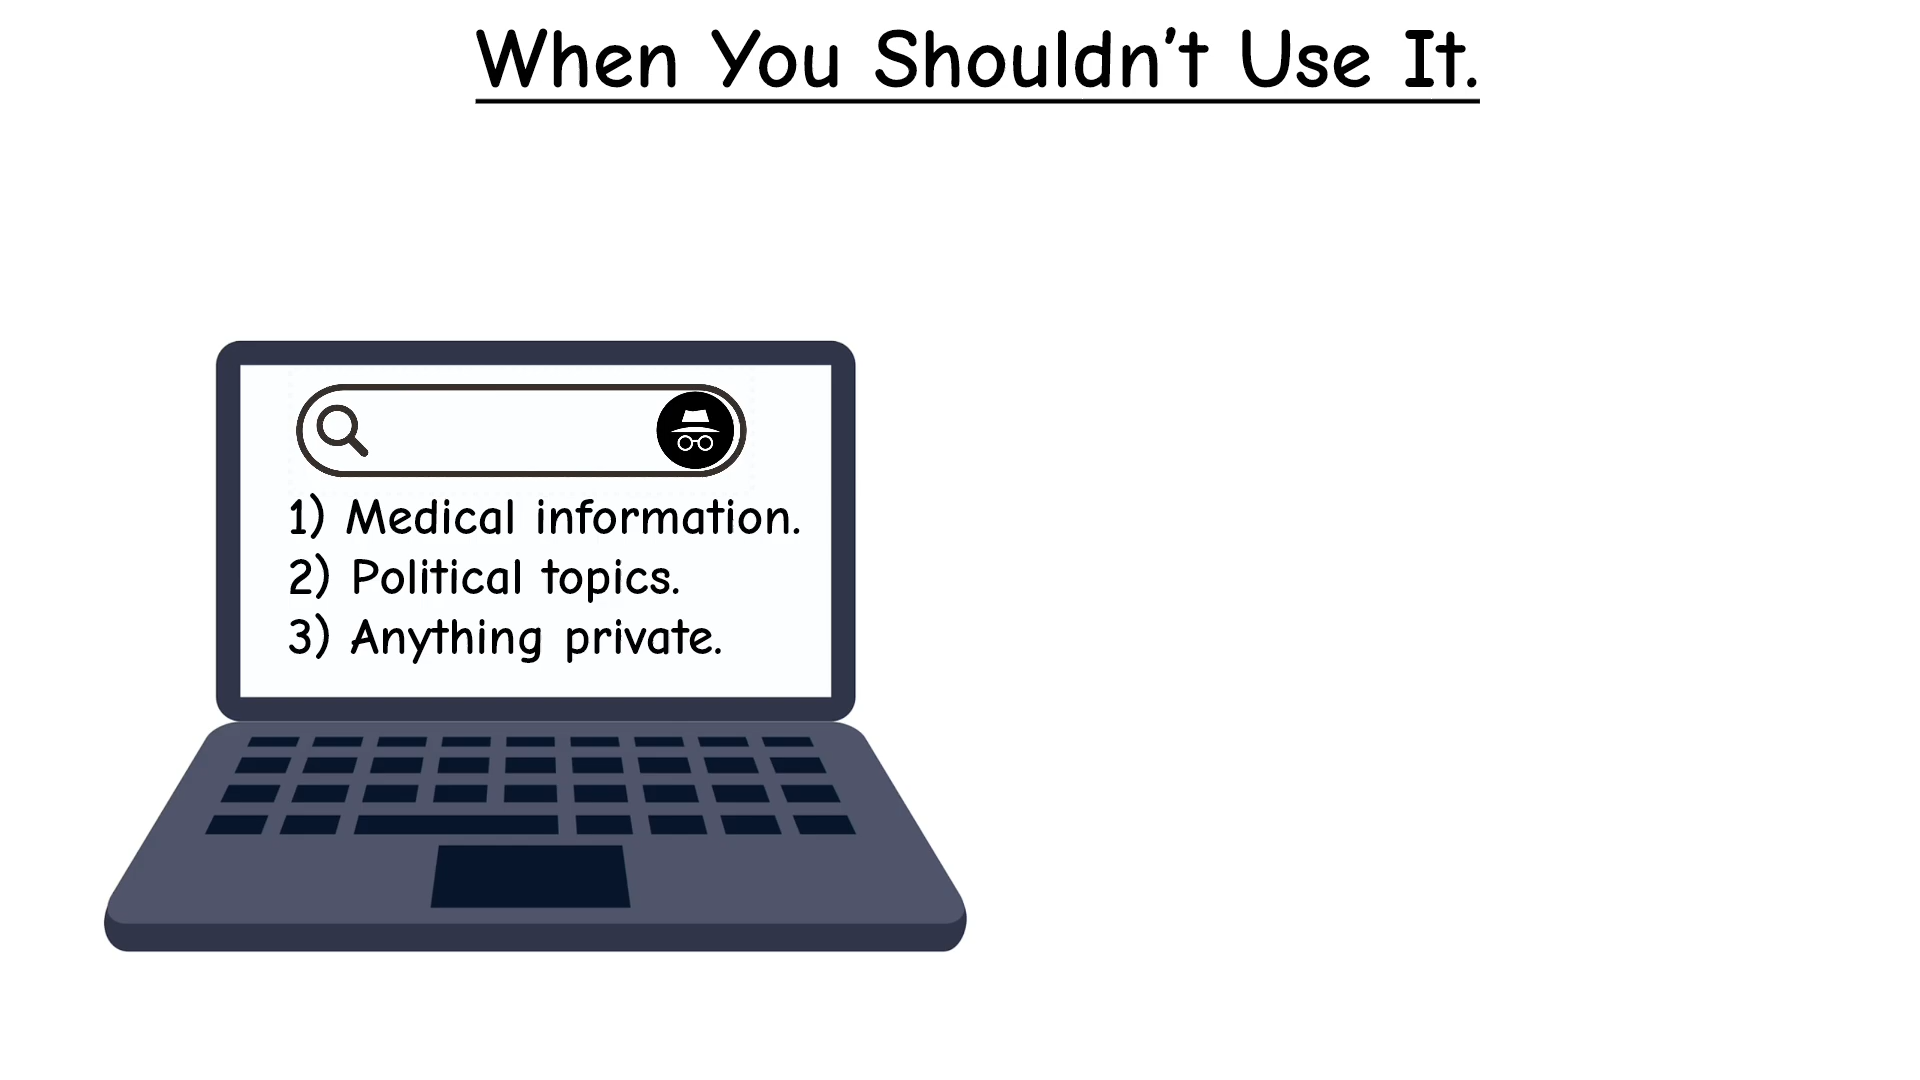 When You Shouldn’t Use It.
1) Medical information.
2) Political topics.
3) Anything private.